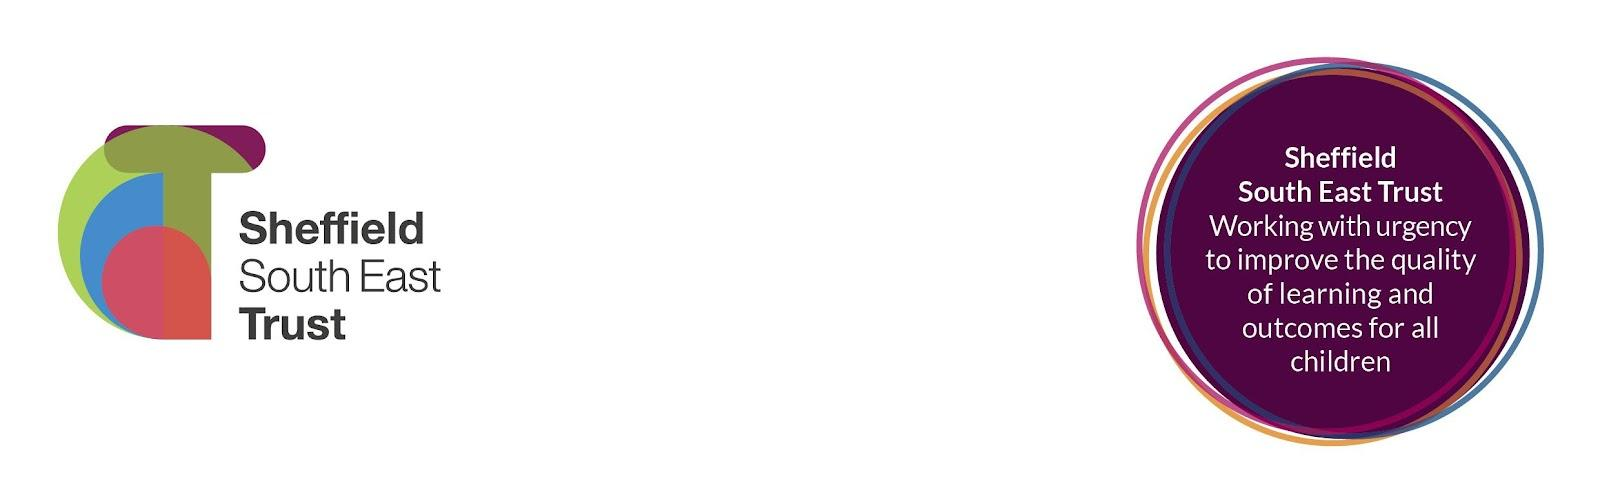 Sheffield
South East
Trust
Sheffield
South East Trust
Working with urgency
to improve the quality
of learning and
outcomes for all
children